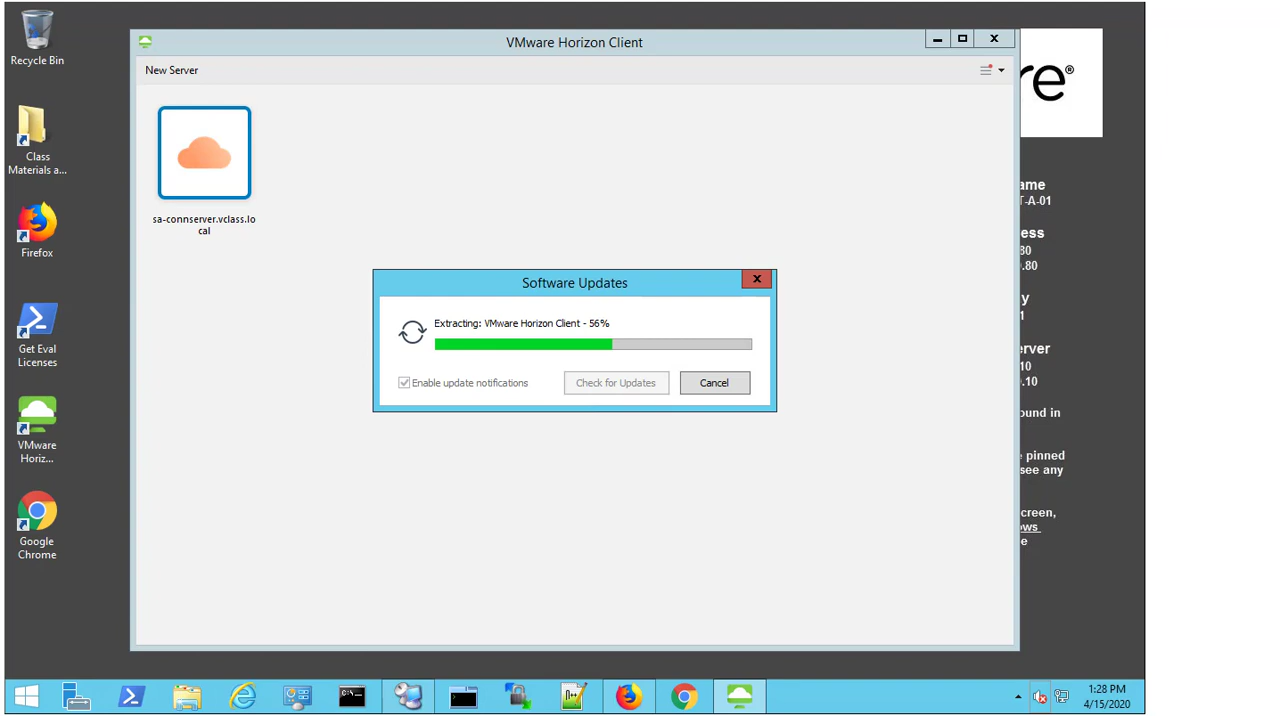 Recycle Bin
Class
Materials a...
Firefox
Get Eval
Licenses
VMware
Horiz...
Google
Chrome
VMware Horizon Client
New Server
sa-connserver.vclass.lo
cal
Software Updates
Extracting: VMware Horizon Client - 56%
Enable update notifications
Check for Updates
Cancel
re®
ame
T-A-01
ess
80
.80
y
1
erver
10
.10
ound in
pinned
see any
creen,
ows
e
C:\_
n++
1:28 PM
4/15/2020